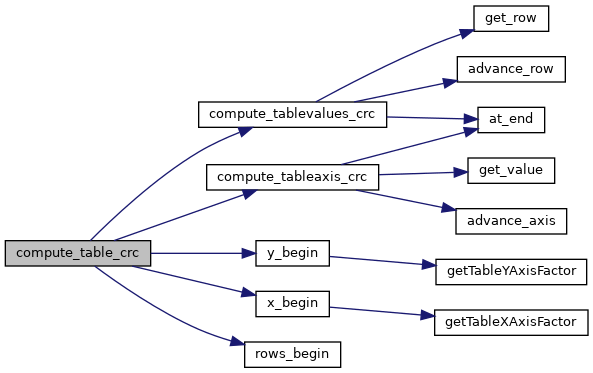 get_row
advance_row
compute_tablevalues_crc
at_end
compute_tableaxis_crc
get_value
advance_axis
compute_table_crc
y_begin
getTableYAxisFactor
x_begin
getTableXAxisFactor
rows_begin